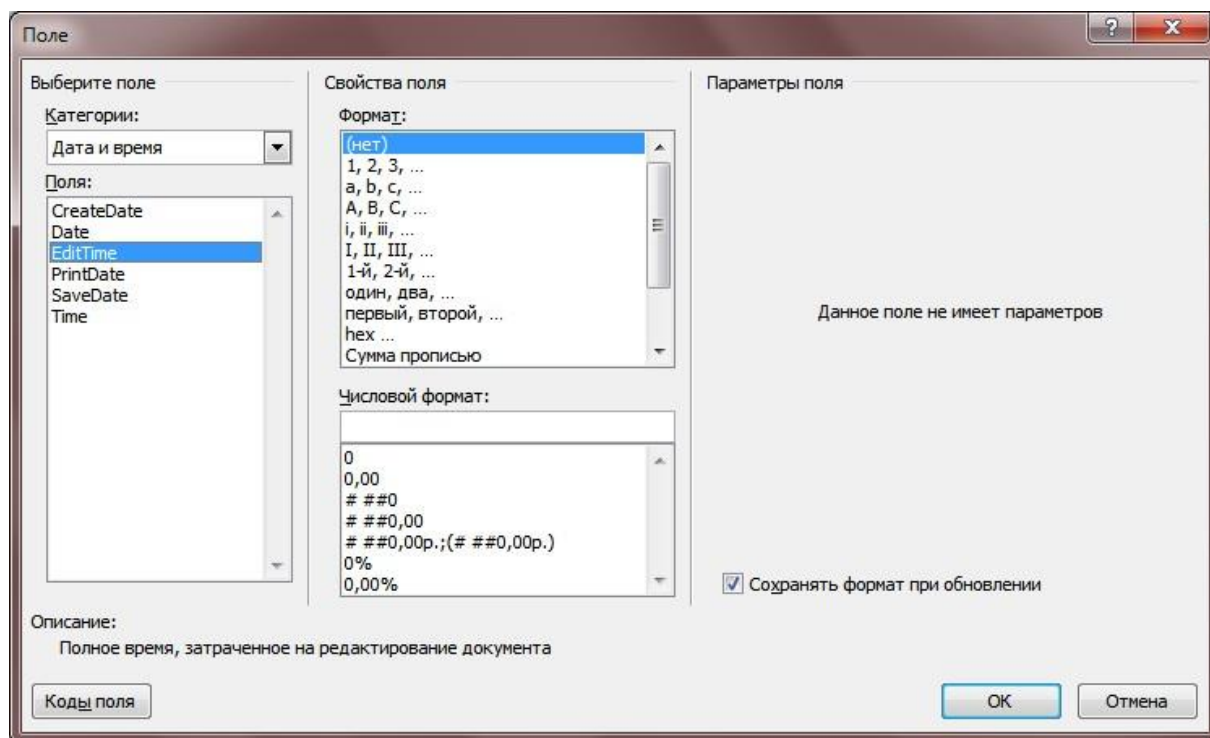 Поле
Выберите поле
Категории:
Дата и время
Поля:
CreateDate
Date
EditTime
PrintDate
SaveDate
Time
Свойства поля
Формат:
(нет)
1, 2, 3, ...
a, b, c, ...
A, B, C, ...
i, ii, iii, ...
I, II, III, ...
1-й, 2-й, ...
один, два, ...
первый, второй, ...
hex ...
Сумма прописью
Числовой формат:
0
0,00
# ##0
# ##0,00
# ##0,00р.;(# ##0,00р.)
0%
0,00%
Параметры поля
Данное поле не имеет параметров
Сохранять формат при обновлении
Описание:
Полное время, затраченное на редактирование документа
Коды поля
ОК
Отмена